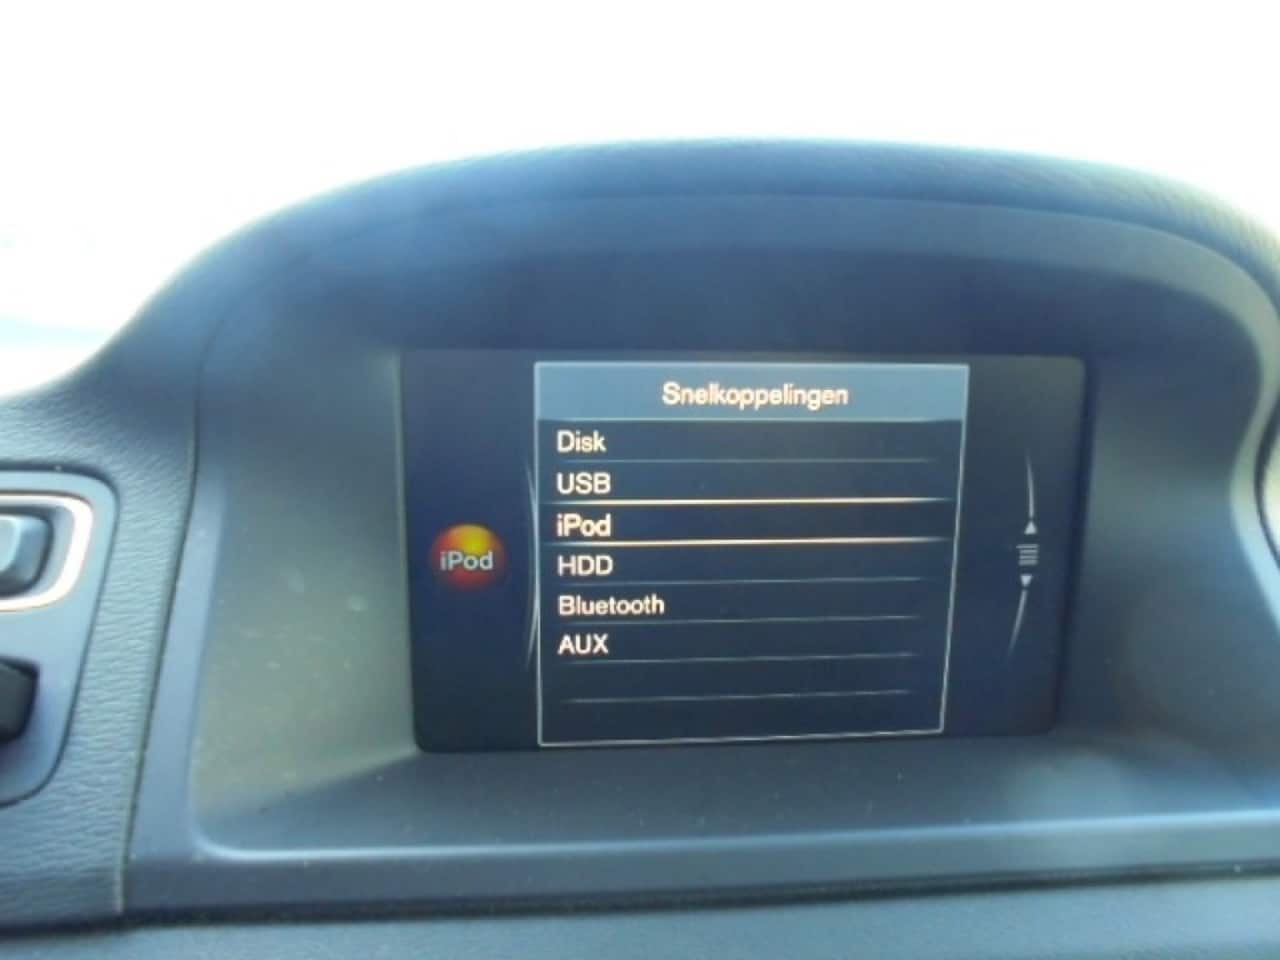 Snelkoppelingen
Disk
USB
iPod
iPod
HDD
Bluetooth
AUX